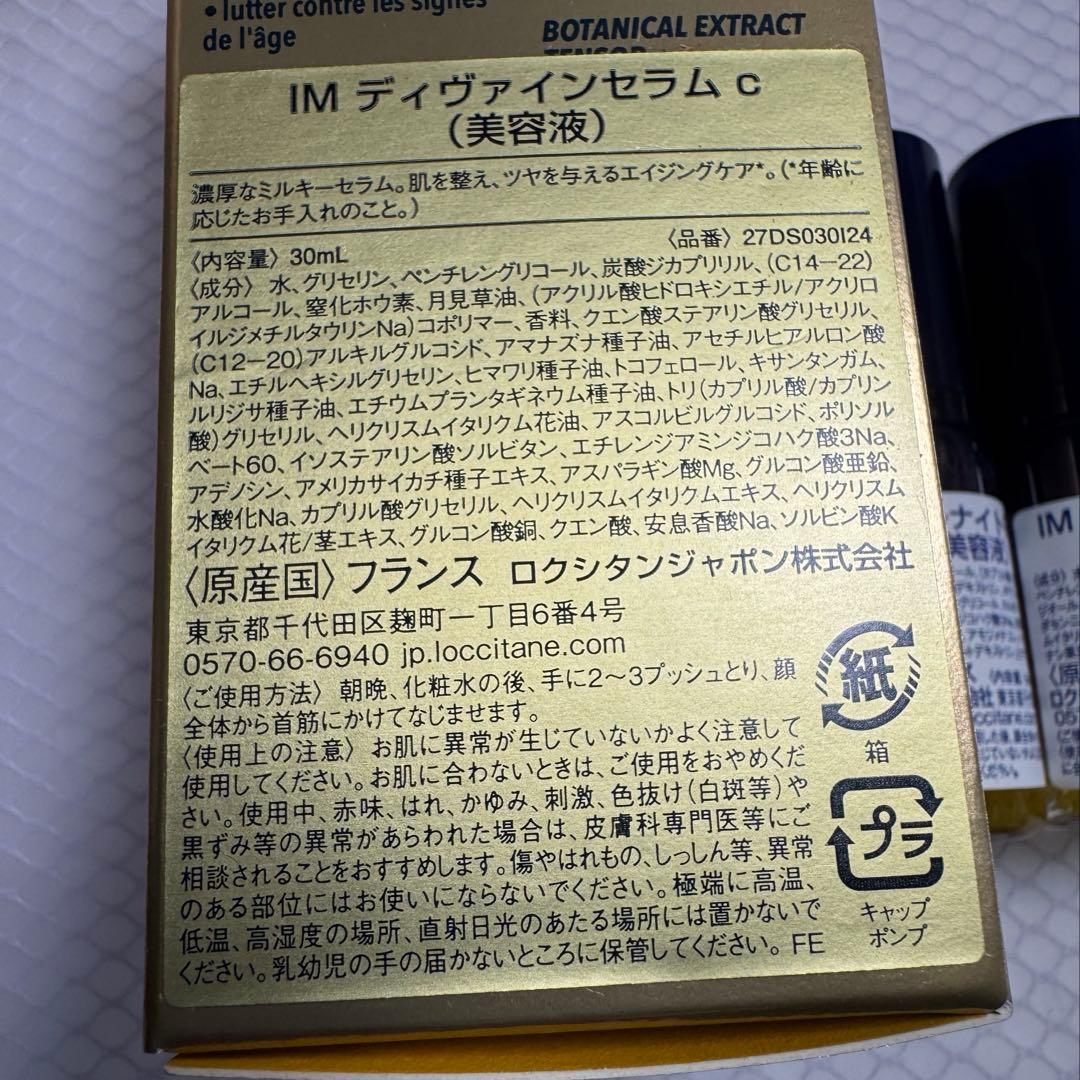 • lutter contre les signes
de l'âge
BOTANICAL EXTRACT
IM ディヴァインセラム c
(美容液)
濃厚なミルキーセラム。肌を整え、ツヤを与えるエイジングケア*。(*年齢に
応じたお手入れのこと。)
〈内容量〉 30mL 〈品番〉 27DS030I24
〈成分〉 水、グリセリン、ペンチレングリコール、炭酸ジカプリリル、(C14-22)
アルコール、窒化ホウ素、月見草油、(アクリル酸ヒドロキシエチル/アクリロ
イルジメチルタウリンNa)コポリマー、香料、クエン酸ステアリン酸グリセリル、
(C12-20)アルキルグルコシド、アマナズナ種子油、アセチルヒアルロン酸
Na、エチルヘキシルグリセリン、ヒマワリ種子油、トコフェロール、キサンタンガム、
ルリジサ種子油、エチウムプランタギネウム種子油、トリ(カプリル酸/カプリン
酸)グリセリル、ヘリクリスムイタリクム花油、アスコルビルグルコシド、ポリソル
ベート60、イソステアリン酸ソルビタン、エチレンジアミンジコハク酸3Na、
アデノシン、アメリカサイカチ種子エキス、アスパラギン酸Mg、グルコン酸亜鉛、
水酸化Na、カプリル酸グリセリル、ヘリクリスムイタリクムエキス、ヘリクリスム
イタリクム花/茎エキス、グルコン酸銅、クエン酸、安息香酸Na、ソルビン酸K
〈原産国〉フランス ロクシタンジャポン株式会社
東京都千代田区麹町一丁目6番4号
0570-66-6940 jp.loccitane.com
〈ご使用方法〉 朝晩、化粧水の後、手に2~3プッシュとり、顔
全体から首筋にかけてなじませます。
〈使用上の注意〉 お肌に異常が生じていないかよく注意して
使用してください。お肌に合わないときは、ご使用をおやめくだ
さい。使用中、赤味、はれ、かゆみ、刺激、色抜け(白斑等)や
黒ずみ等の異常があらわれた場合は、皮膚科専門医等にご
相談されることをおすすめします。傷やはれもの、しっしん等、異常
のある部位にはお使いにならないでください。極端に高温、
低温、高湿度の場所、直射日光のあたる場所には置かないで
ください。乳幼児の手の届かないところに保管してください。 FE
紙
箱
プラ
キャップ
ポンプ
ナイト
美容液
IM